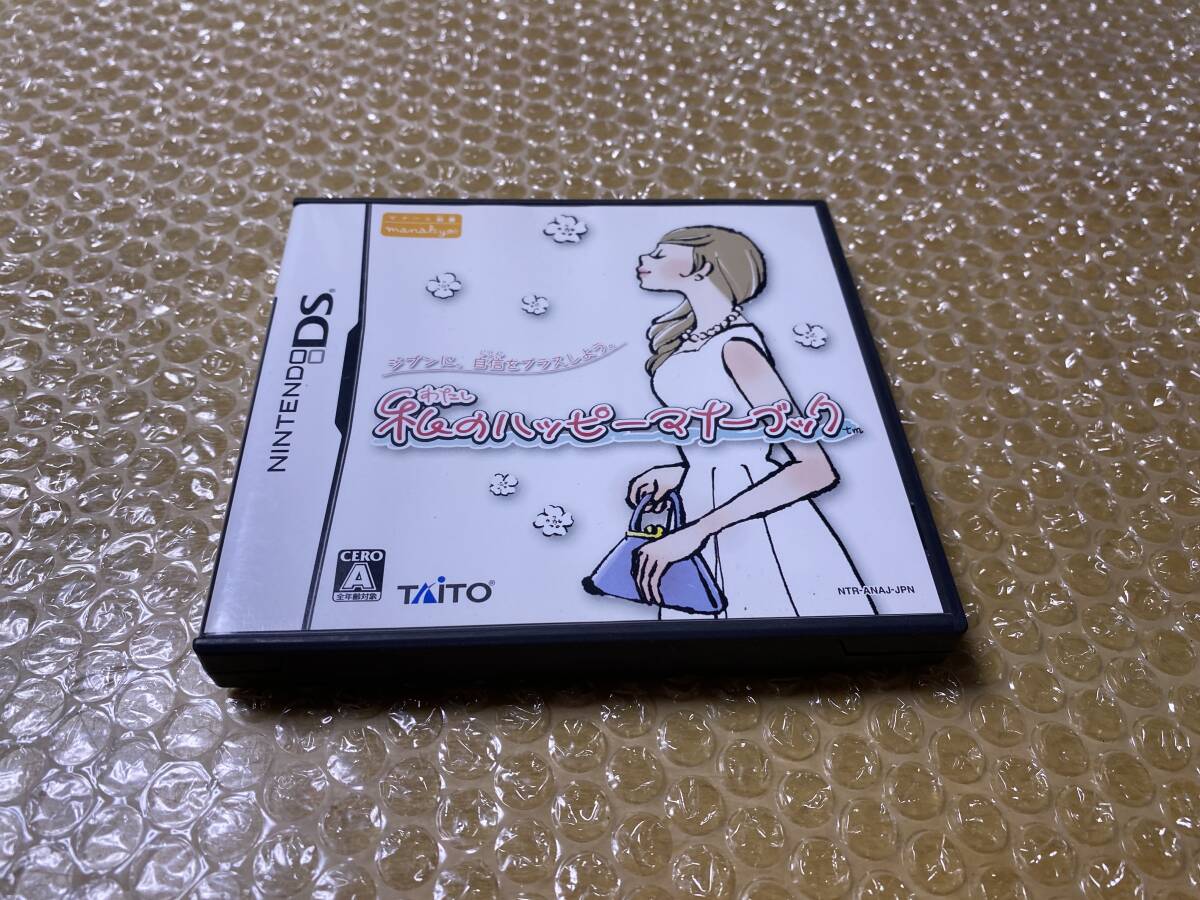 NINTENDO DS®
マナー&教養
manakyo
ジブンに、自信をプラスしよう。
わたし
私のハッピーマナーブック
tm
CERO
A
全年齢対象
TAITO®
NTR-ANAJ-JPN